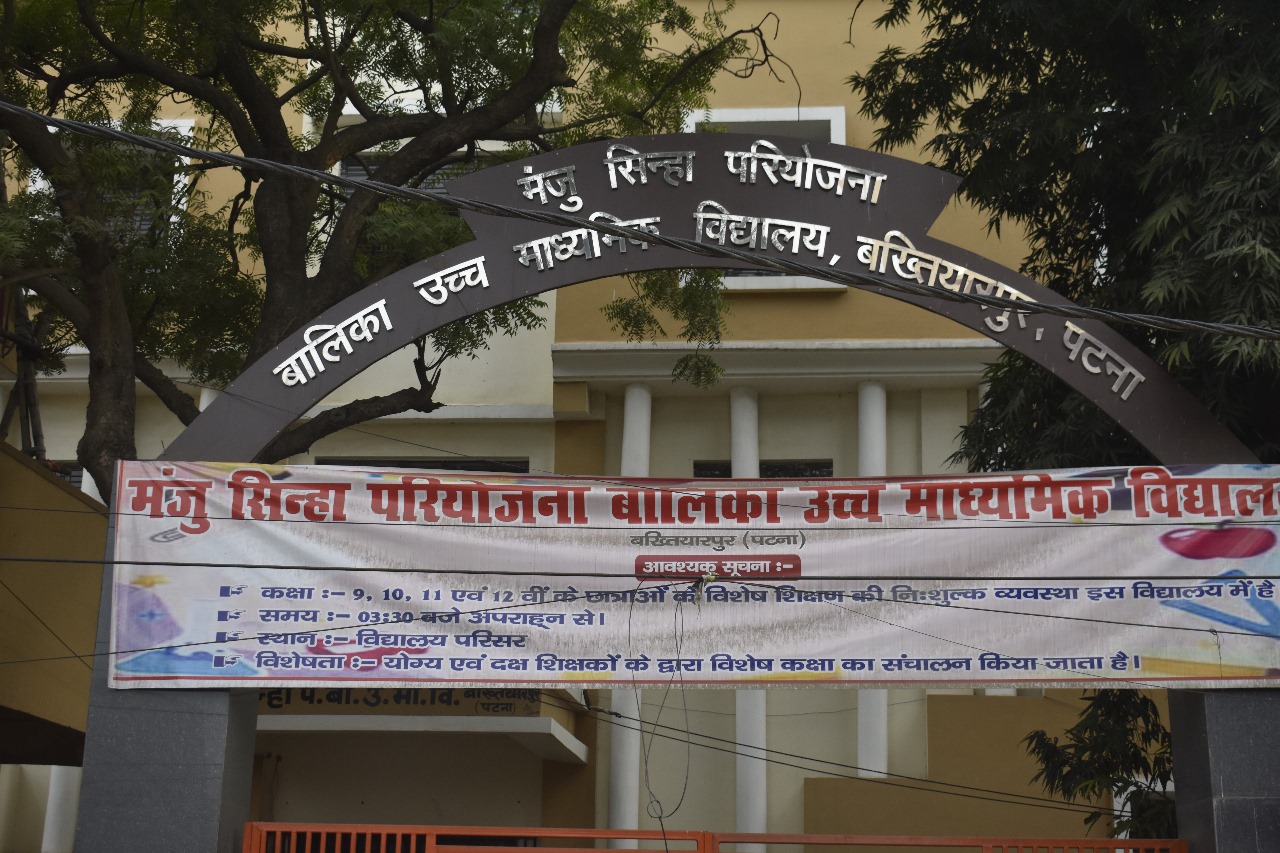 मंजु सिन्हा परियोजना
बालिका उच्च माध्यमिक विद्यालय, बख्तियारपुर, पटना
मंजु सिन्हा परियोजना बालिका उच्च माध्यमिक विद्याल
बख्तियारपुर (पटना)
आवश्यक सूचना :-
कक्षा :- 9, 10, 11 एवं 12 वीं के छात्राओं को विशेष शिक्षण की निःशुल्क व्यवस्था इस विद्यालय में है
समय :- 03:30 बजे अपराह्न से।
स्थान :- विद्यालय परिसर
विशेषता :- योग्य एवं दक्ष शिक्षकों के द्वारा विशेष कक्षा का संचालन किया जाता है।
न्हा प.बा.उ.मा.वि. बख्तियारपुर
(पटना)